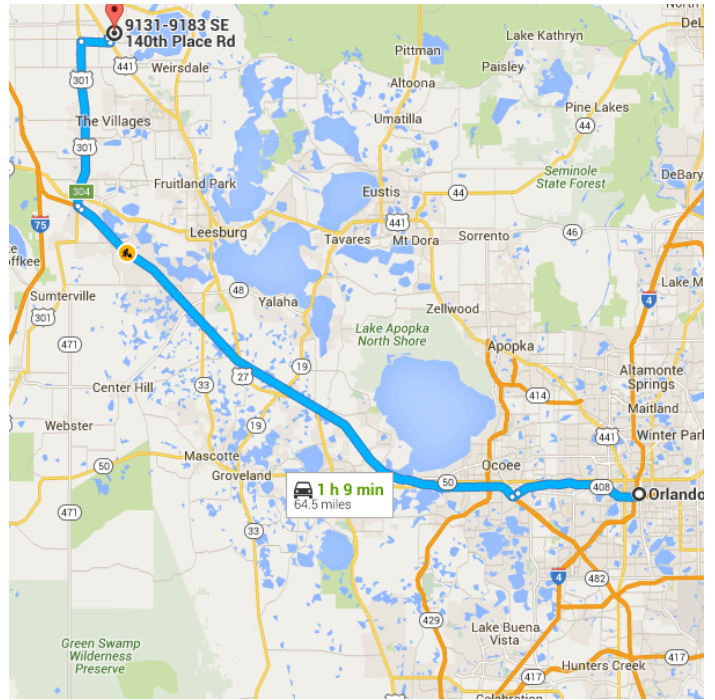 9131-9183 SE
140th Place Rd
Lake Kathryn
Pittman
Paisley
441
Weirsdale
Altoona
301
44
Pine Lakes
The Villages
Umatilla
301
Seminole
State Forest
DeBary
304
Fruitland Park
Eustis
44
75
Leesburg
441
Tavares
Mt Dora
Sorrento
46
48
Sumterville
Yalaha
Zellwood
4
301
Lake Apopka
North Shore
471
19
Apopka
27
Altamonte
Springs
Center Hill
33
414
Maitland
Webster
19
441
Winter Park
Mascotte
50
Groveland
Ocoee
50
408
1 h 9 min
64.5 miles
Orlando
471
33
4
482
429
Green Swamp
Wilderness
Preserve
Lake Buena
Vista
417
Hunters Creek
417
417
Celebration